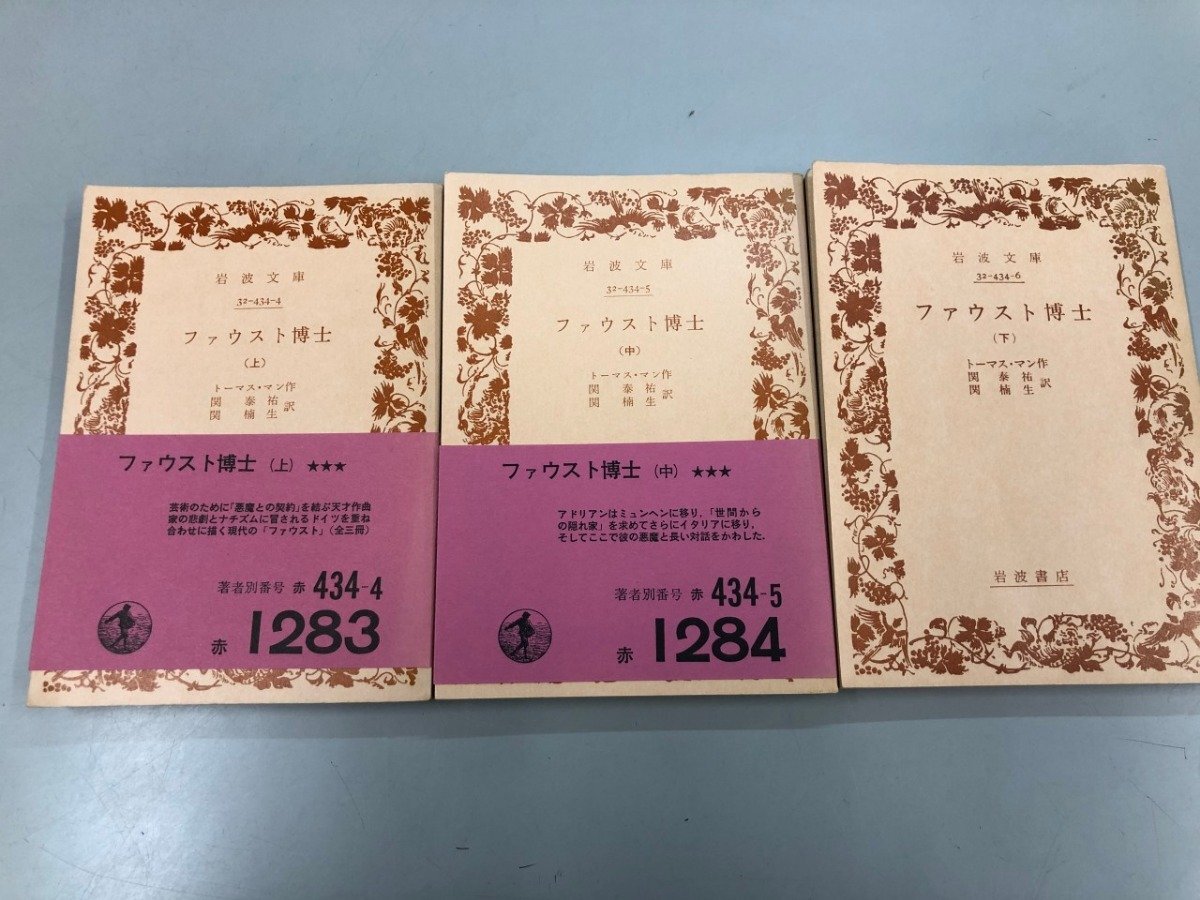 岩波文庫
32-434-4
ファウスト博士
(上)
トーマス・マン作
関泰祐
関楠生
訳
ファウスト博士 (上) ★★★
芸術のために「悪魔との契約」を結ぶ天才作曲
家の悲劇とナチズムに冒されるドイツを重ね
合わせに描く現代の「ファウスト」(全三冊)
著者別番号 赤 434-4
赤 1283
岩波文庫
32-434-5
ファウスト博士
(中)
トーマス・マン作
関泰祐
関楠生
訳
ファウスト博士 (中) ★★★
アドリアンはミュンヘンに移り,「世間から
の隠れ家」を求めてさらにイタリアに移り,
そしてここで彼の悪魔と長い対話をかわした.
著者別番号 赤 434-5
赤 1284
岩波文庫
32-434-6
ファウスト博士
(下)
トーマス・マン作
関泰祐
関楠生
訳
岩波書店